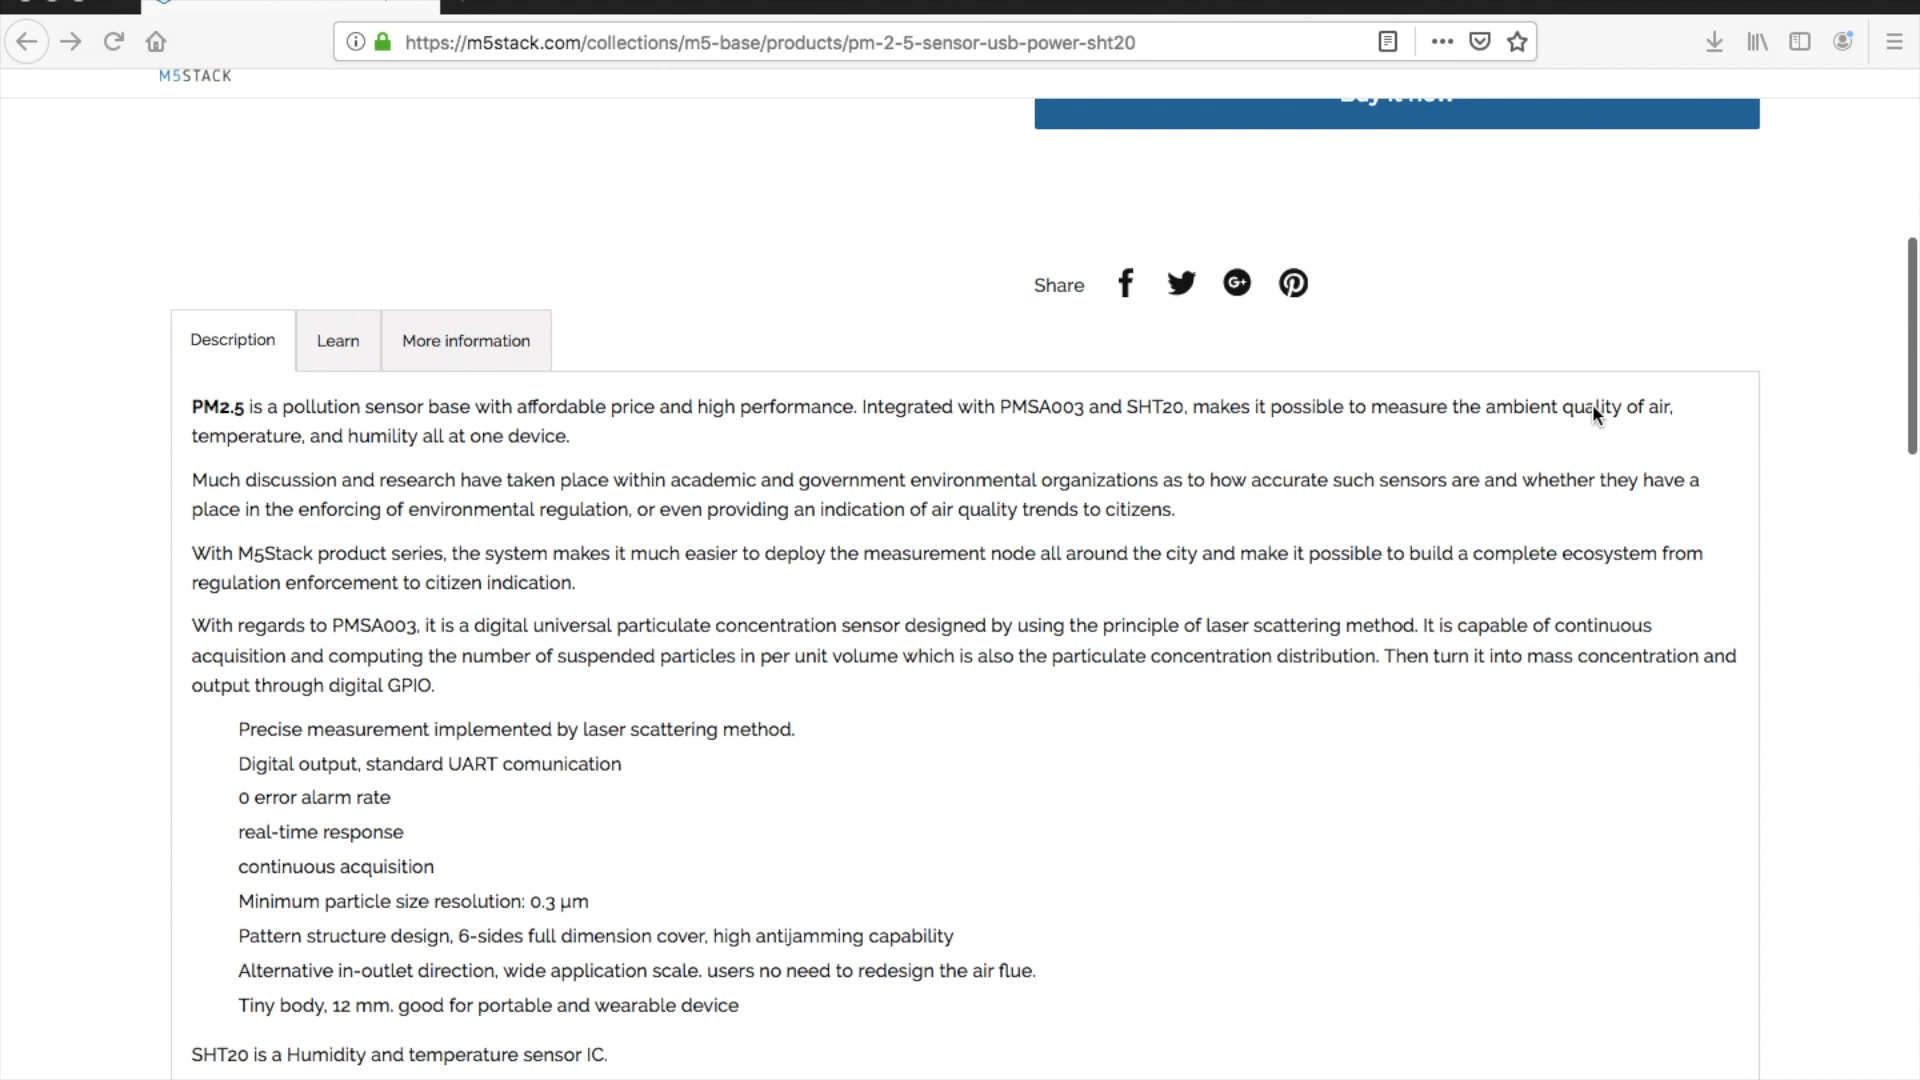 https://m5stack.com/collections/m5-base/products/pm-2-5-sensor-usb-power-sht20
M5STACK
Buy it now
Share
Description
Learn
More information
PM2.5 is a pollution sensor base with affordable price and high performance. Integrated with PMSA003 and SHT20, makes it possible to measure the ambient quality of air,
temperature, and humility all at one device.
Much discussion and research have taken place within academic and government environmental organizations as to how accurate such sensors are and whether they have a
place in the enforcing of environmental regulation, or even providing an indication of air quality trends to citizens.
With M5Stack product series, the system makes it much easier to deploy the measurement node all around the city and make it possible to build a complete ecosystem from
regulation enforcement to citizen indication.
With regards to PMSA003, it is a digital universal particulate concentration sensor designed by using the principle of laser scattering method. It is capable of continuous
acquisition and computing the number of suspended particles in per unit volume which is also the particulate concentration distribution. Then turn it into mass concentration and
output through digital GPIO.
Precise measurement implemented by laser scattering method.
Digital output, standard UART comunication
0 error alarm rate
real-time response
continuous acquisition
Minimum particle size resolution: 0.3 μm
Pattern structure design, 6-sides full dimension cover, high antijamming capability
Alternative in-outlet direction, wide application scale. users no need to redesign the air flue.
Tiny body, 12 mm. good for portable and wearable device
SHT20 is a Humidity and temperature sensor IC.